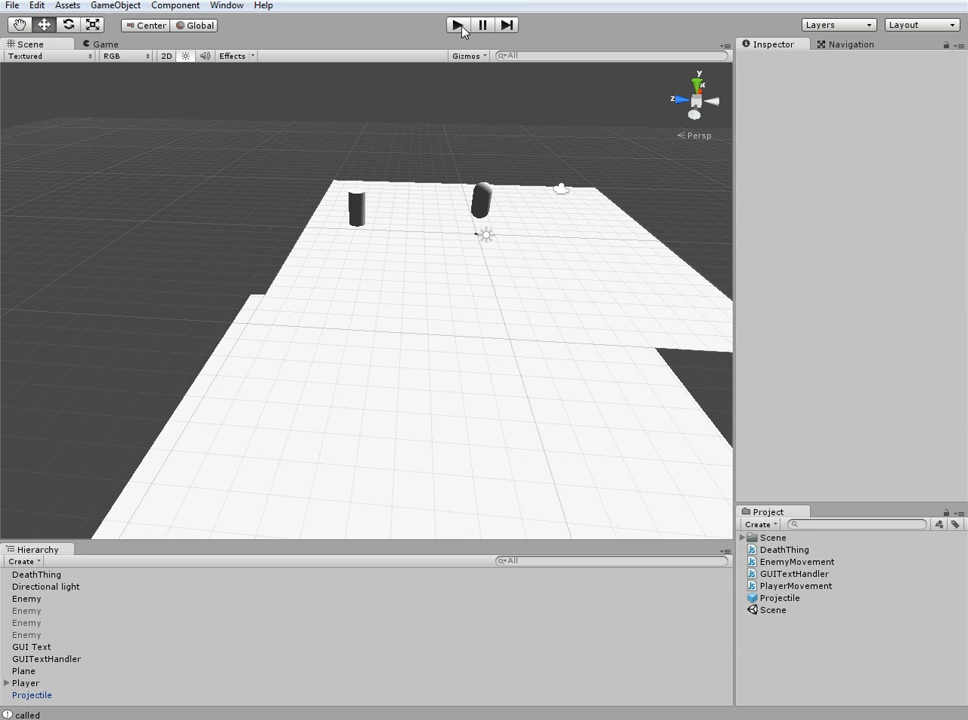 File Edit Assets GameObject Component Window Help
Center Global Layers Layout
Scene Game Inspector Navigation
Textured RGB 2D Effects Gizmos All
y
x
z
Persp
Project
Create
Scene
DeathThing
EnemyMovement
GUITextHandler
PlayerMovement
Projectile
Scene
Hierarchy
Create All
DeathThing
Directional light
Enemy
Enemy
Enemy
Enemy
GUI Text
GUITextHandler
Plane
Player
Projectile
called